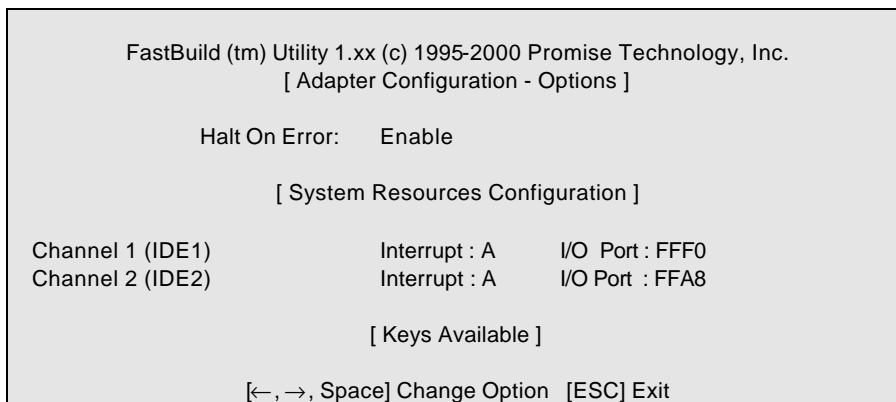 FastBuild (tm) Utility 1.xx (c) 1995-2000 Promise Technology, Inc.
[ Adapter Configuration - Options ]
Halt On Error: Enable
[ System Resources Configuration ]
Channel 1 (IDE1) Interrupt : A I/O Port : FFF0
Channel 2 (IDE2) Interrupt : A I/O Port : FFA8
[ Keys Available ]
[←, →, Space] Change Option [ESC] Exit